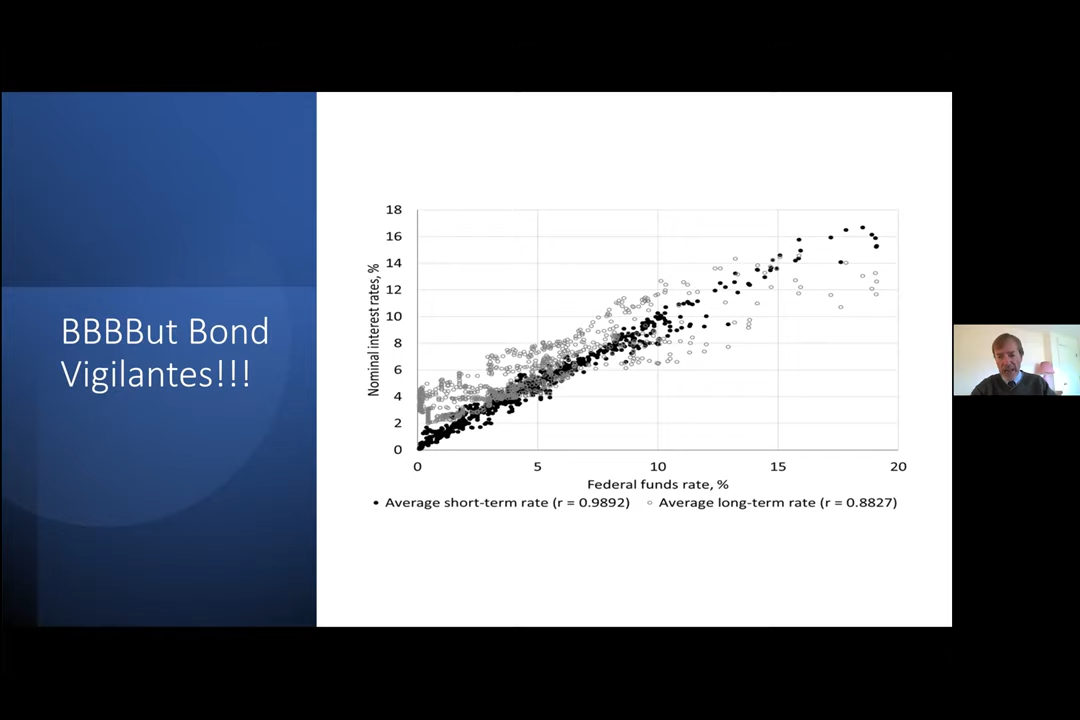 BBBBut Bond
Vigilantes!!!
Nominal interest rates, %
18
16
14
12
10
8
6
4
2
0
0 5 10 15 20
Federal funds rate, %
Average short-term rate (r = 0.9892) Average long-term rate (r = 0.8827)